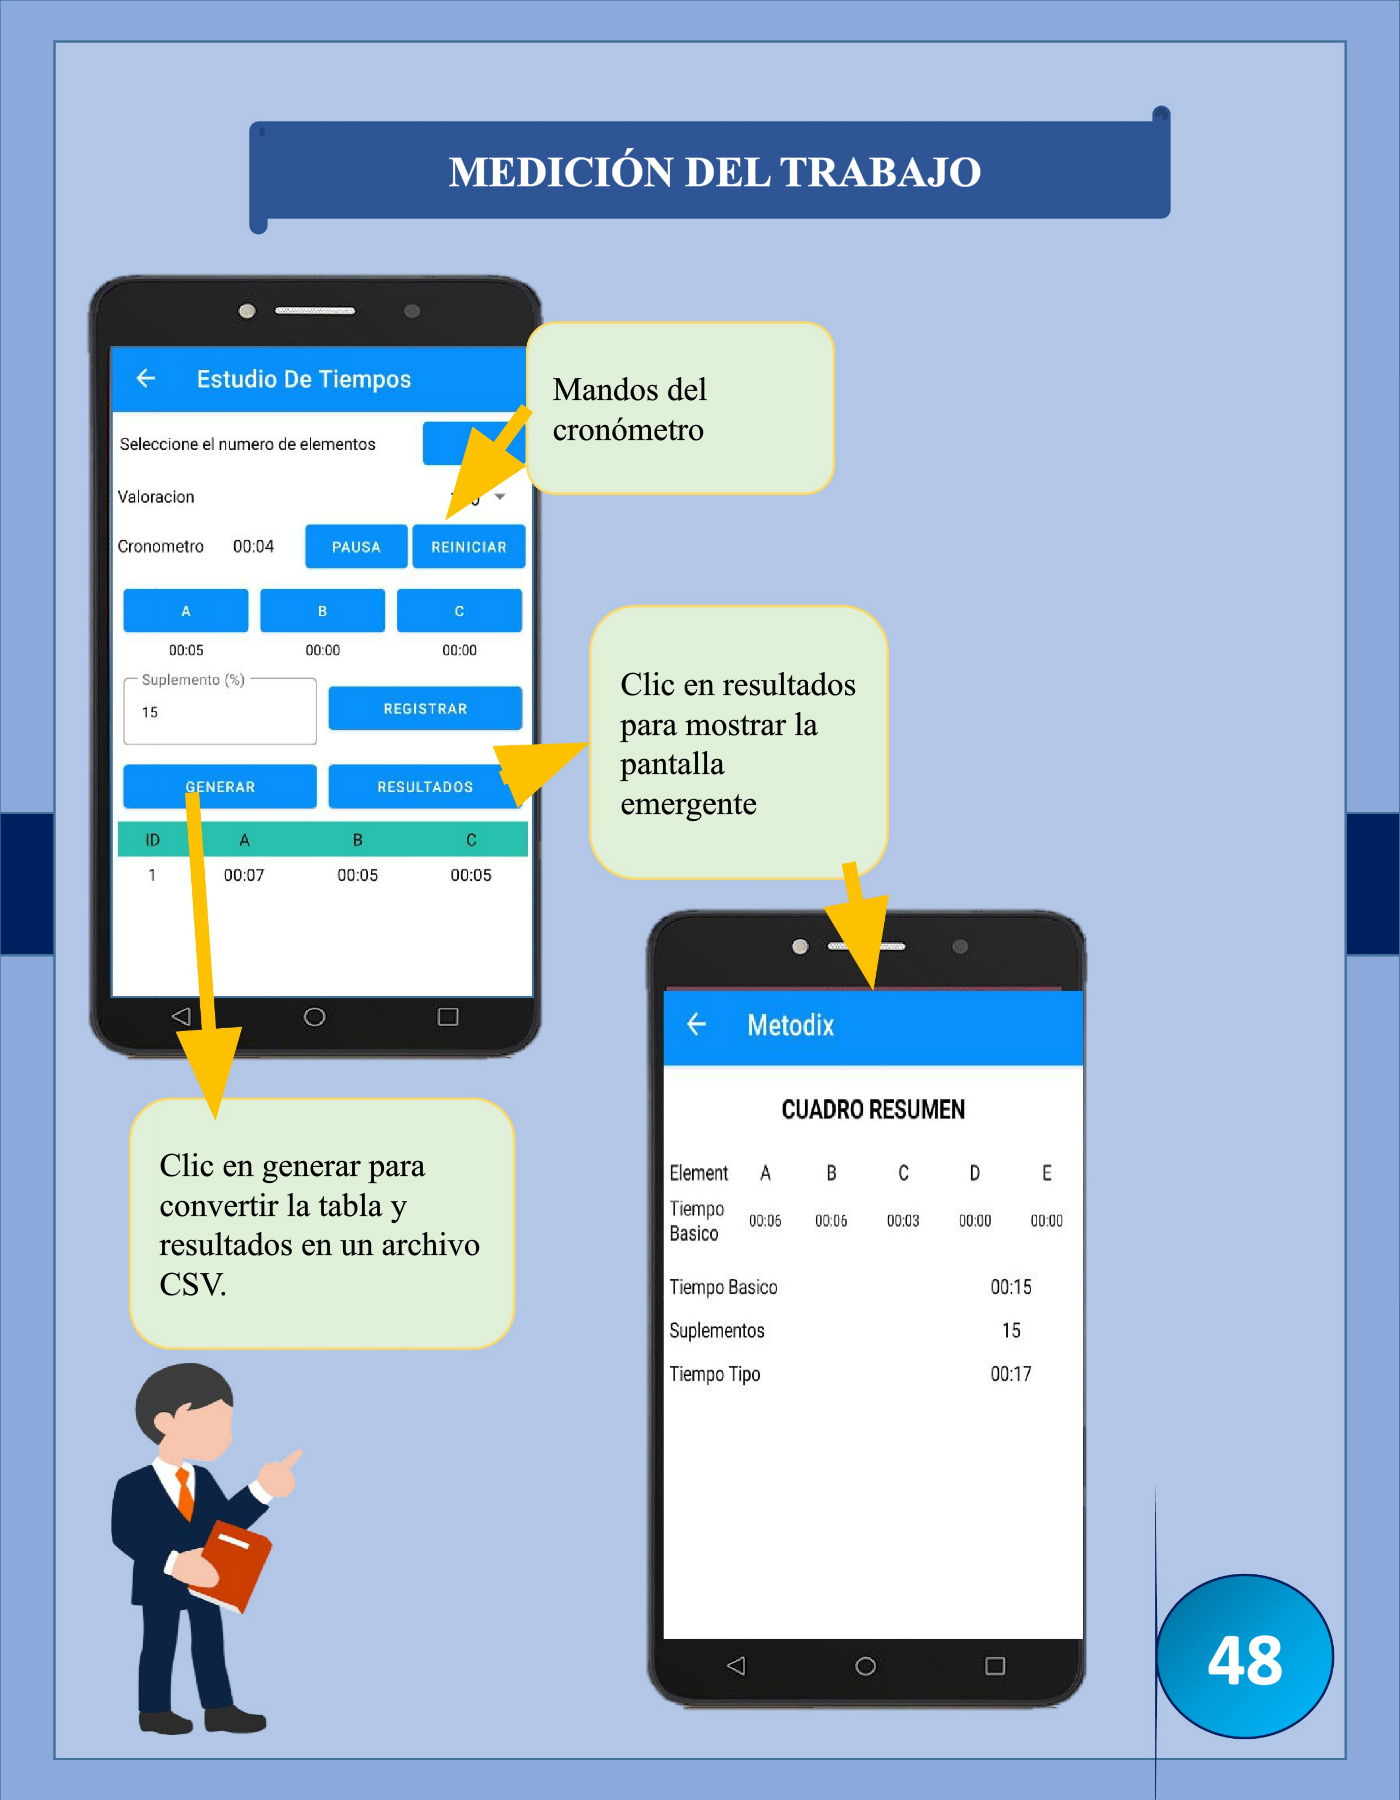 MEDICIÓN DEL TRABAJO
Estudio De Tiempos
Seleccione el numero de elementos
Valoracion
Cronometro 00:04 PAUSA REINICIAR
A B C
00:05 00:00 00:00
Suplemento (%)
15 REGISTRAR
GENERAR RESULTADOS
ID A B C
1 00:07 00:05 00:05
Mandos del
cronómetro
Clic en resultados
para mostrar la
pantalla
emergente
Clic en generar para
convertir la tabla y
resultados en un archivo
CSV.
Metodix
CUADRO RESUMEN
Element A B C D E
Tiempo
Basico 00:06 00:06 00:03 00:00 00:00
Tiempo Basico 00:15
Suplementos 15
Tiempo Tipo 00:17
48